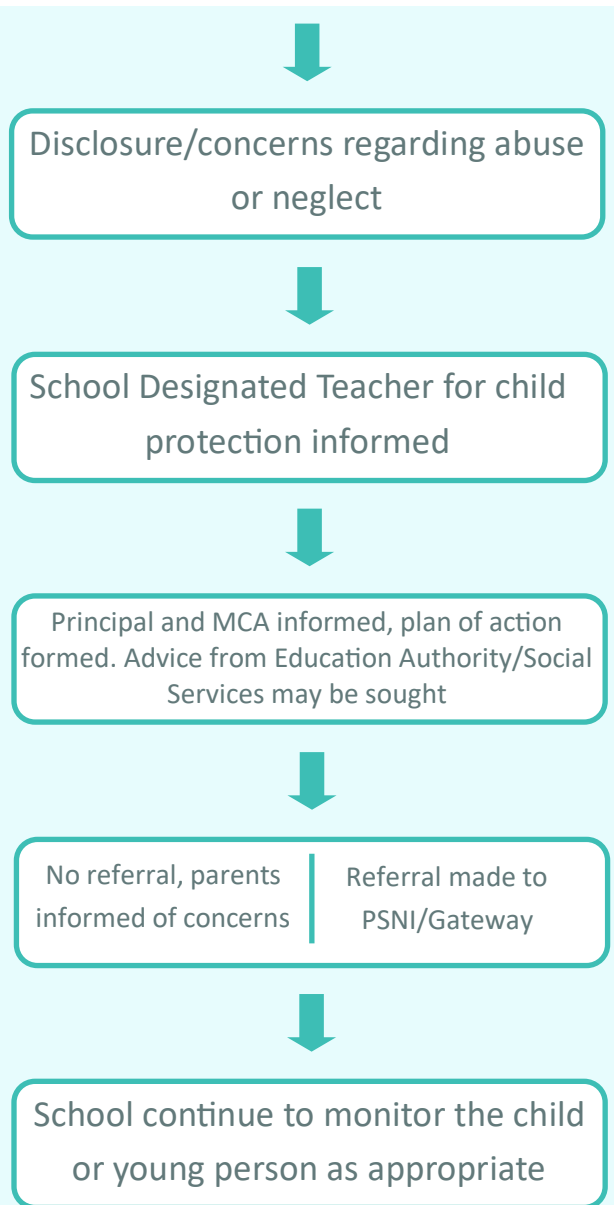 Disclosure/concerns regarding abuse
or neglect
School Designated Teacher for child
protection informed
Principal and MCA informed, plan of action
formed. Advice from Education Authority/Social
Services may be sought
No referral, parents
informed of concerns
Referral made to
PSNI/Gateway
School continue to monitor the child
or young person as appropriate